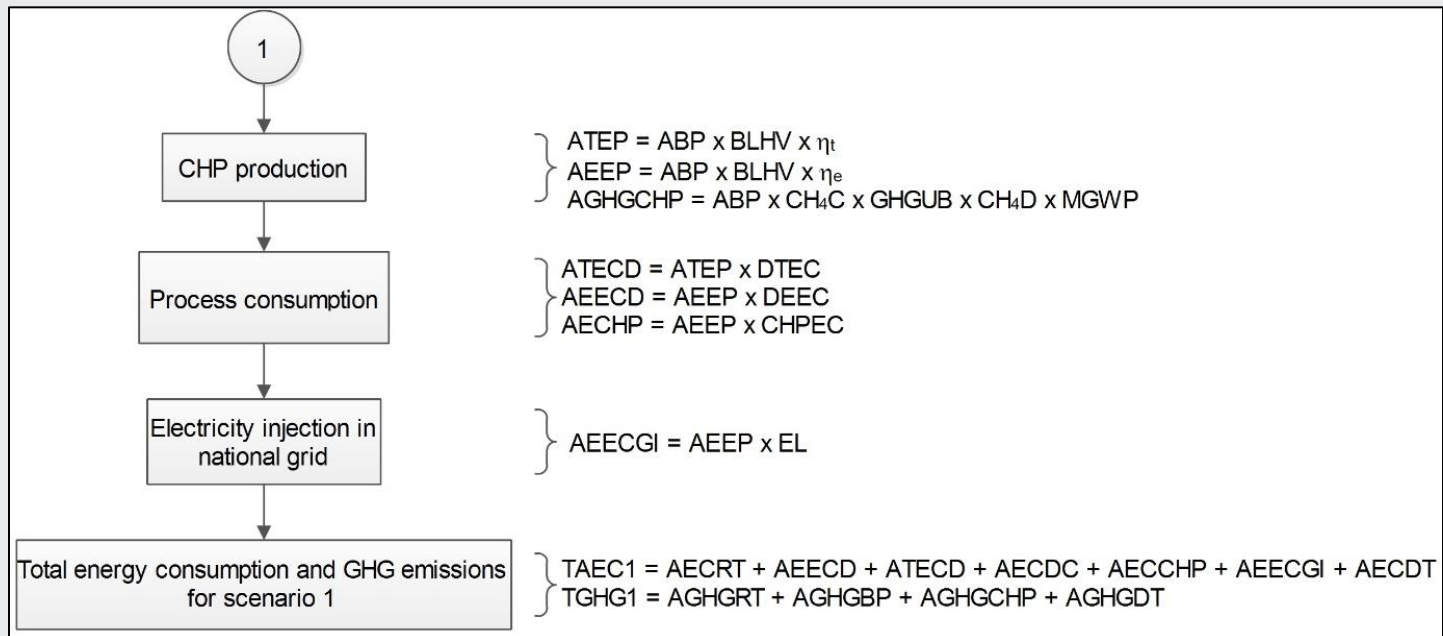 1
CHP production
ATEP = ABP x BLHV x ηt
AEEP = ABP x BLHV x ηe
AGHGCHP = ABP x CH₄C x GHGUB x CH₄D x MGWP
Process consumption
ATECD = ATEP x DTEC
AEECD = AEEP x DEEC
AECHP = AEEP x CHPEC
Electricity injection in
national grid
AEECGI = AEEP x EL
Total energy consumption and GHG emissions
for scenario 1
TAEC1 = AECRT + AEECD + ATECD + AECDC + AECCHP + AEECGI + AECDT
TGHG1 = AGHGRT + AGHGBP + AGHGCHP + AGHGDT